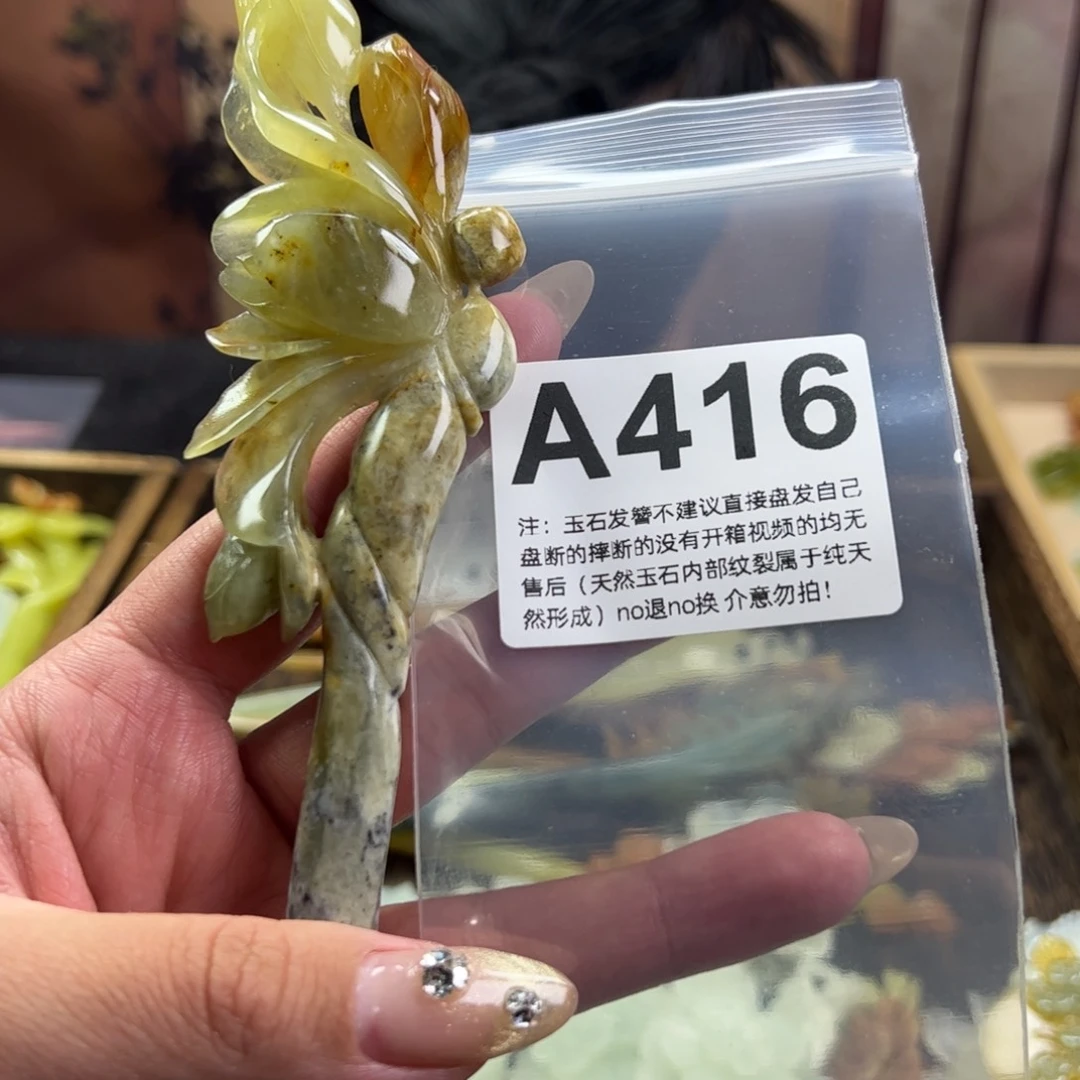 A416
注：玉石发簪不建议直接盘发自己
盘断的摔断的没有开箱视频的均无
售后（天然玉石内部纹裂属于纯天
然形成）no退no换 介意勿拍！